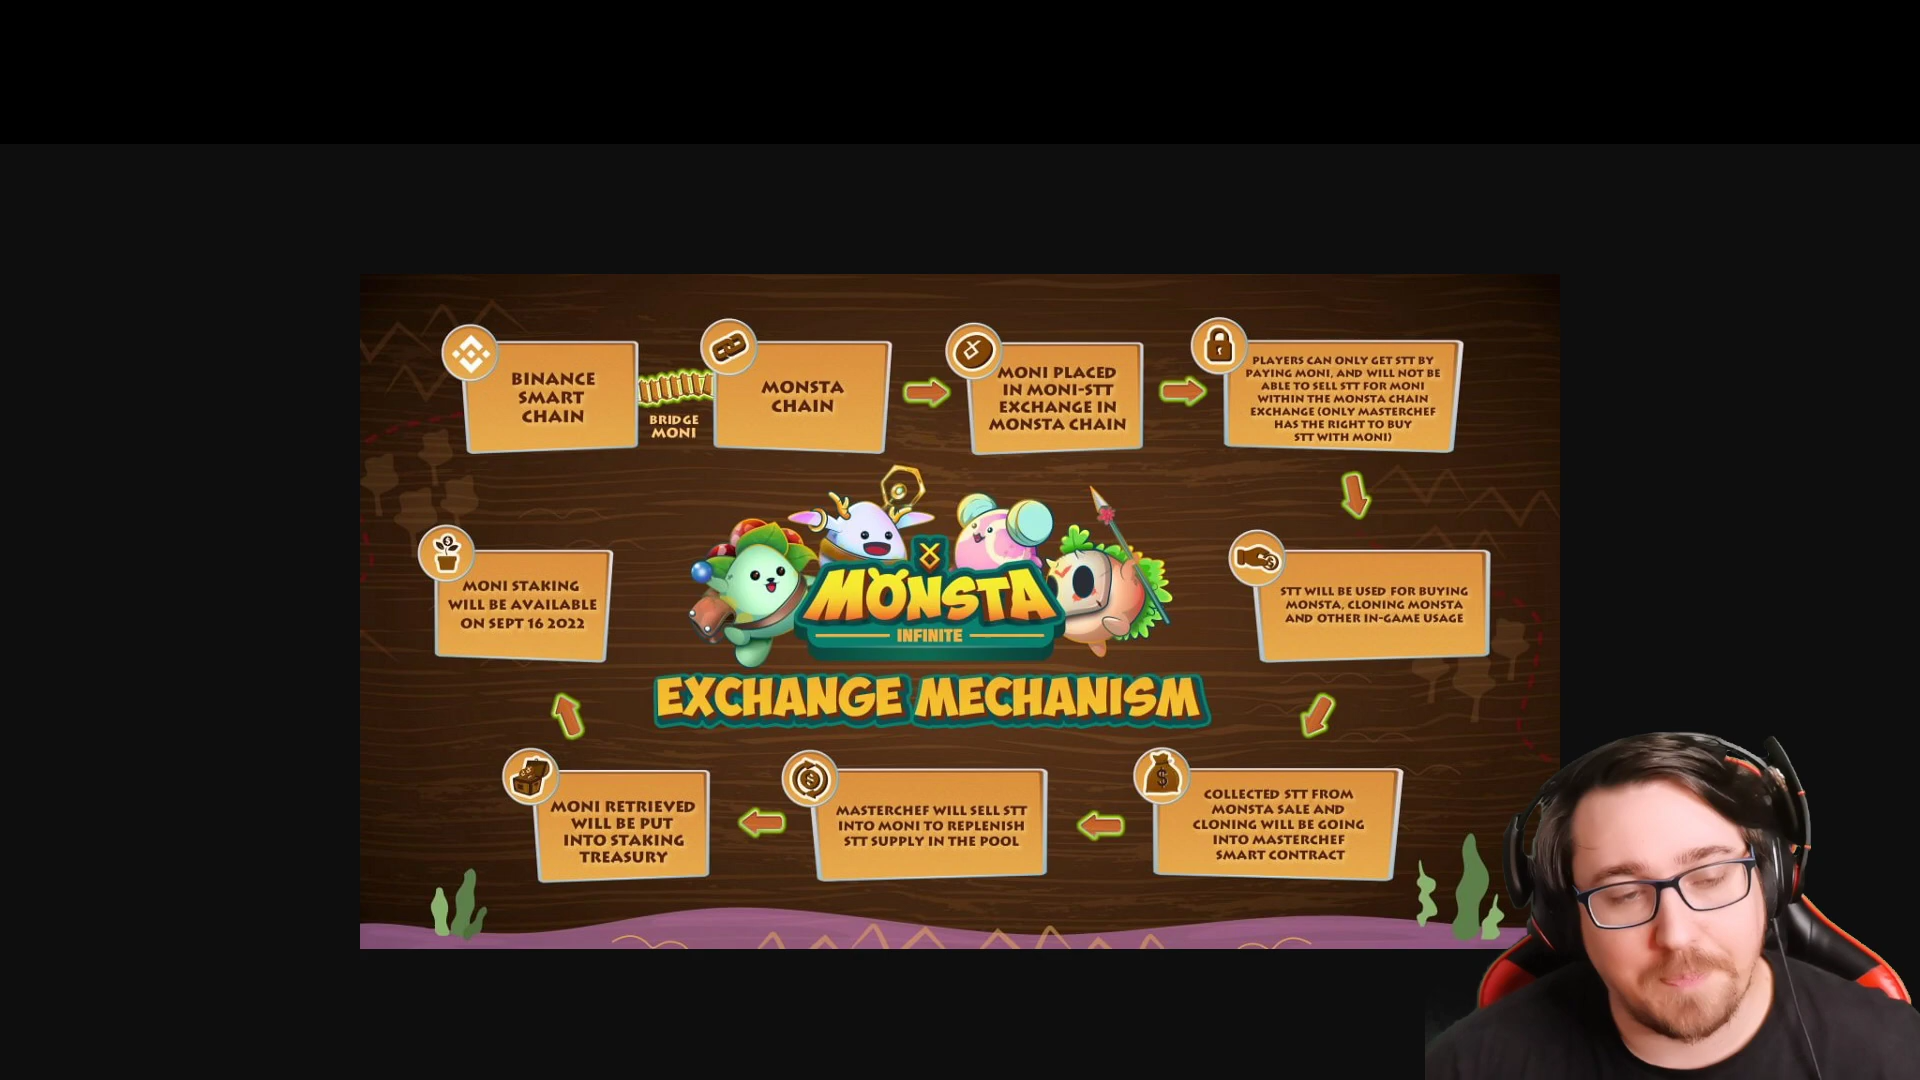 BINANCE
SMART
CHAIN
BRIDGE
MONI
MONSTA
CHAIN
MONI PLACED
IN MONI-STT
EXCHANGE IN
MONSTA CHAIN
PLAYERS CAN ONLY GET STT BY
PAYING MONI, AND WILL NOT BE
ABLE TO SELL STT FOR MONI
WITHIN THE MONSTA CHAIN
EXCHANGE (ONLY MASTERCHEF
HAS THE RIGHT TO BUY
STT WITH MONI)
STT WILL BE USED FOR BUYING
MONSTA, CLONING MONSTA
AND OTHER IN-GAME USAGE
COLLECTED STT FROM
MONSTA SALE AND
CLONING WILL BE GOING
INTO MASTERCHEF
SMART CONTRACT
MASTERCHEF WILL SELL STT
INTO MONI TO REPLENISH
STT SUPPLY IN THE POOL
MONI RETRIEVED
WILL BE PUT
INTO STAKING
TREASURY
MONI STAKING
WILL BE AVAILABLE
ON SEPT 16 2022
MONSTA
INFINITE
EXCHANGE MECHANISM